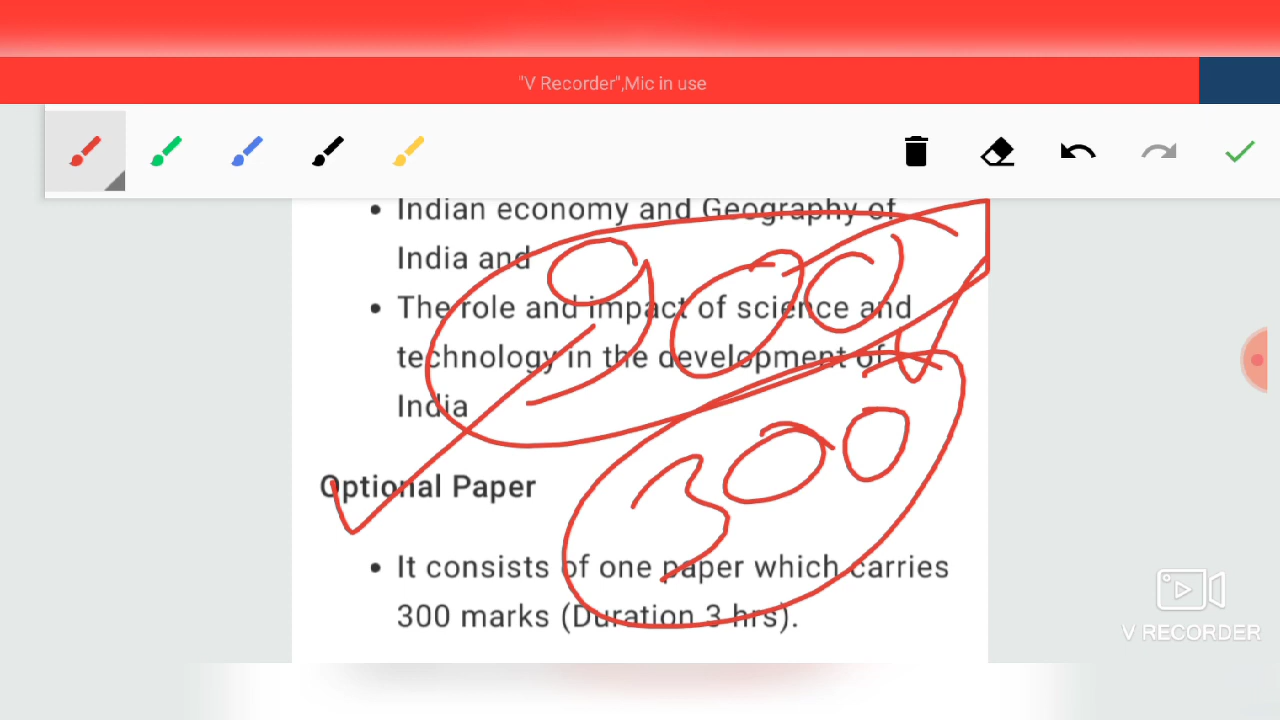 "V Recorder",Mic in use
• Indian economy and Geography of
India and
• The role and impact of science and
technology in the development of
India
900
300
Optional Paper
• It consists of one paper which carries
300 marks (Duration 3 hrs).
V RECORDER